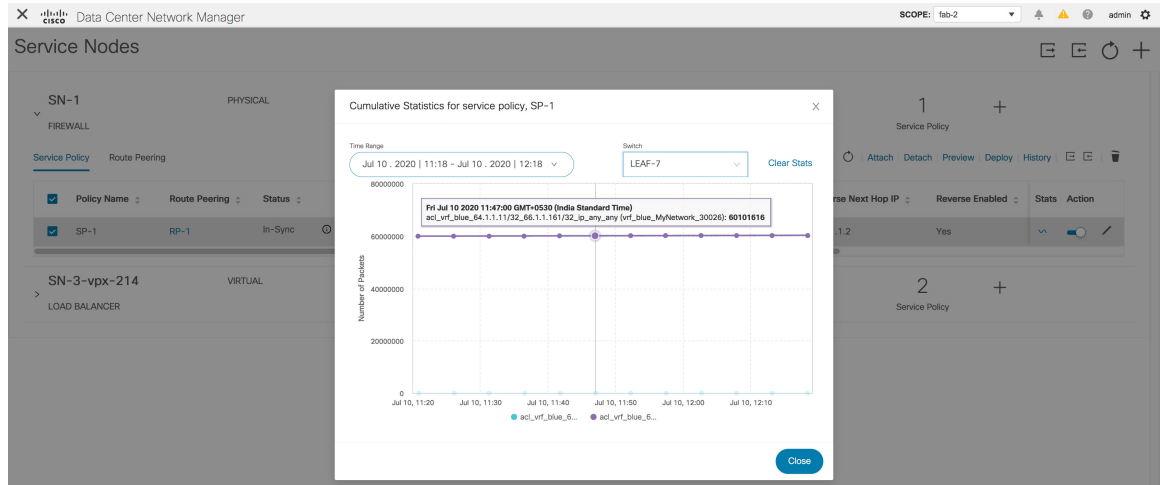 CISCO Data Center Network Manager
SCOPE: fab-2
admin
Service Nodes
SN-1
PHYSICAL
FIREWALL
1
Service Policy
Service Policy Route Peering
Attach Detach Preview Deploy History
Policy Name Route Peering Status
rse Next Hop IP Reverse Enabled Stats Action
SP-1 RP-1 In-Sync
.1.2 Yes
SN-3-vpx-214
VIRTUAL
LOAD BALANCER
2
Service Policy
Cumulative Statistics for service policy, SP-1
Time Range
Jul 10 . 2020 | 11:18 - Jul 10 . 2020 | 12:18
Switch
LEAF-7
Clear Stats
80000000
Fri Jul 10 2020 11:47:00 GMT+0530 (India Standard Time)
acl_vrf_blue_64.1.1.11/32_66.1.1.161/32_ip_any_any (vrf_blue_MyNetwork_30026): 60101616
60000000
Number of Packets
40000000
20000000
0
Jul 10, 11:20 Jul 10, 11:30 Jul 10, 11:40 Jul 10, 11:50 Jul 10, 12:00 Jul 10, 12:10
acl_vrf_blue_6... acl_vrf_blue_6...
Close